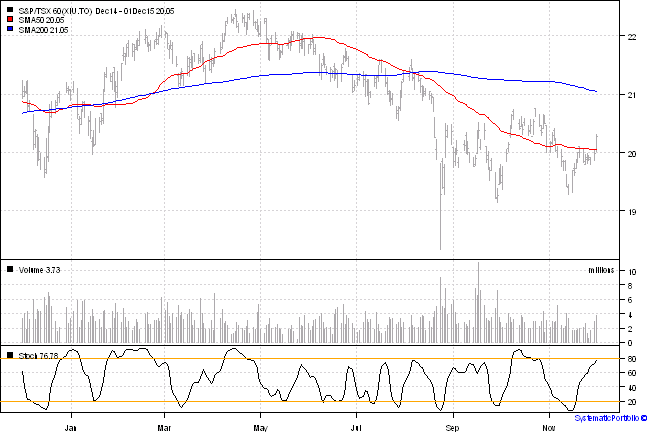 S&P/TSX 60(XIU.TO) Dec14 - 01Dec15 20.05
SMA50 20.05
SMA200 21.05
22
21
20
19
Volume 3.73
millions
10
8
6
4
2
0
Stoch 76.78
80
60
40
20
Jan Mar May Jul Sep Nov
SystematicPortfolio ©